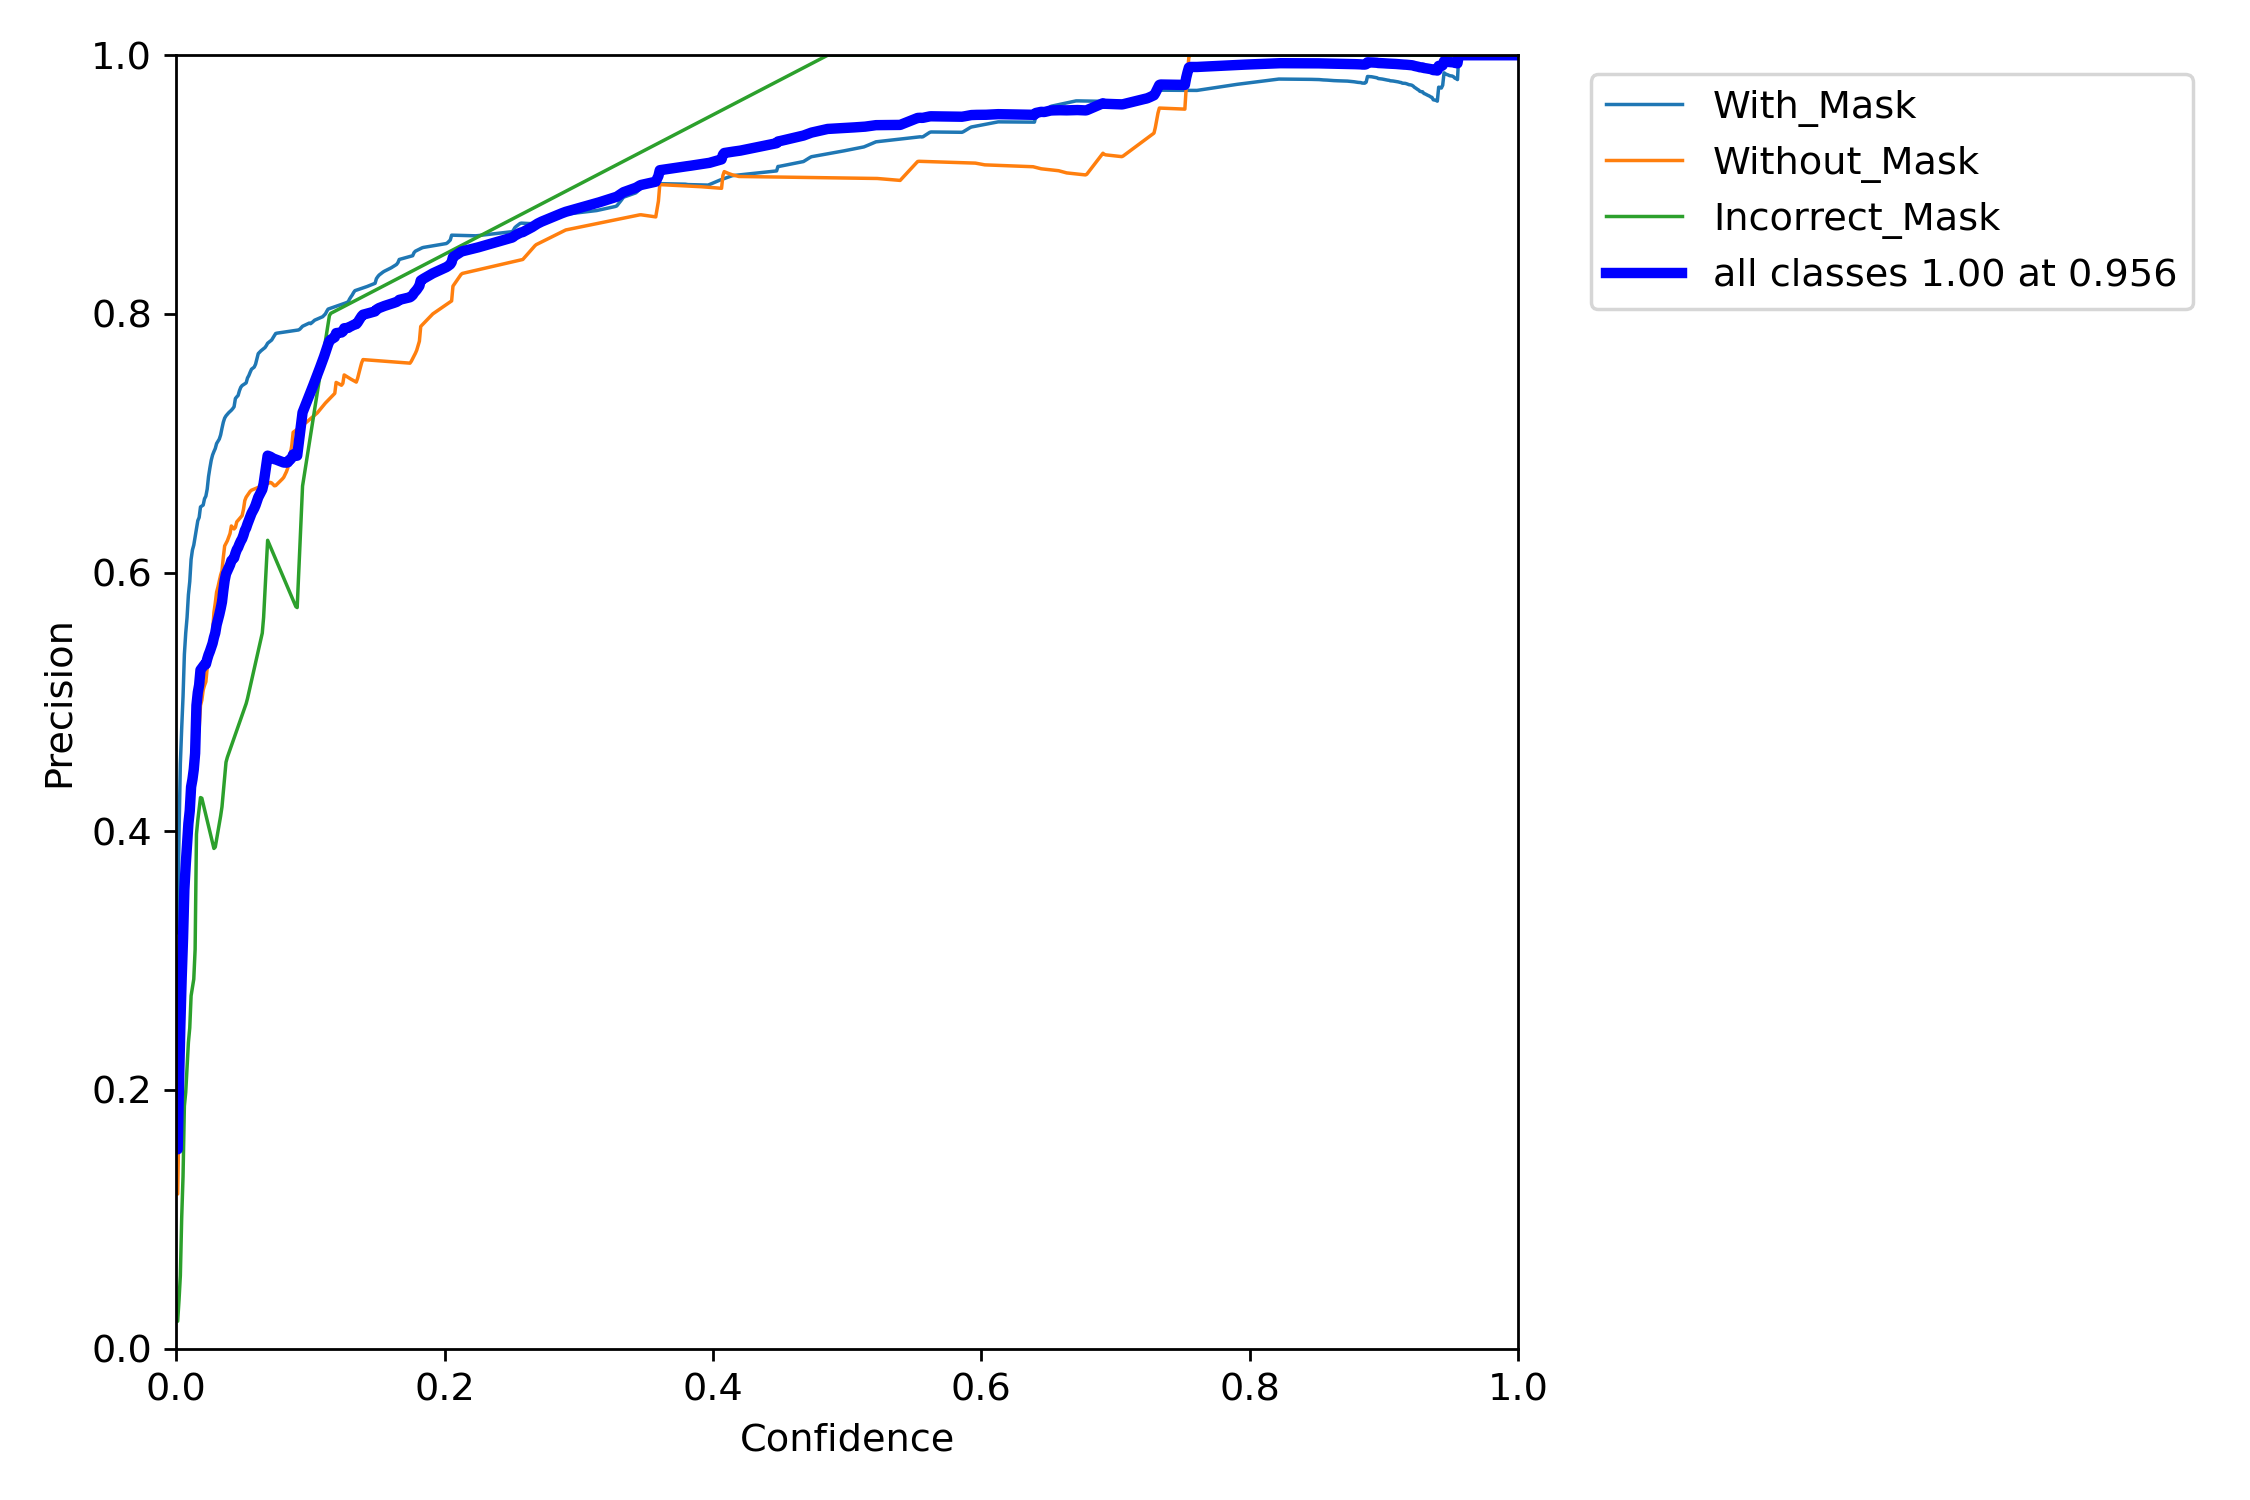 1.0
0.8
0.6
0.4
0.2
0.0
Precision
0.0 0.2 0.4 0.6 0.8 1.0
Confidence
With_Mask
Without_Mask
Incorrect_Mask
all classes 1.00 at 0.956